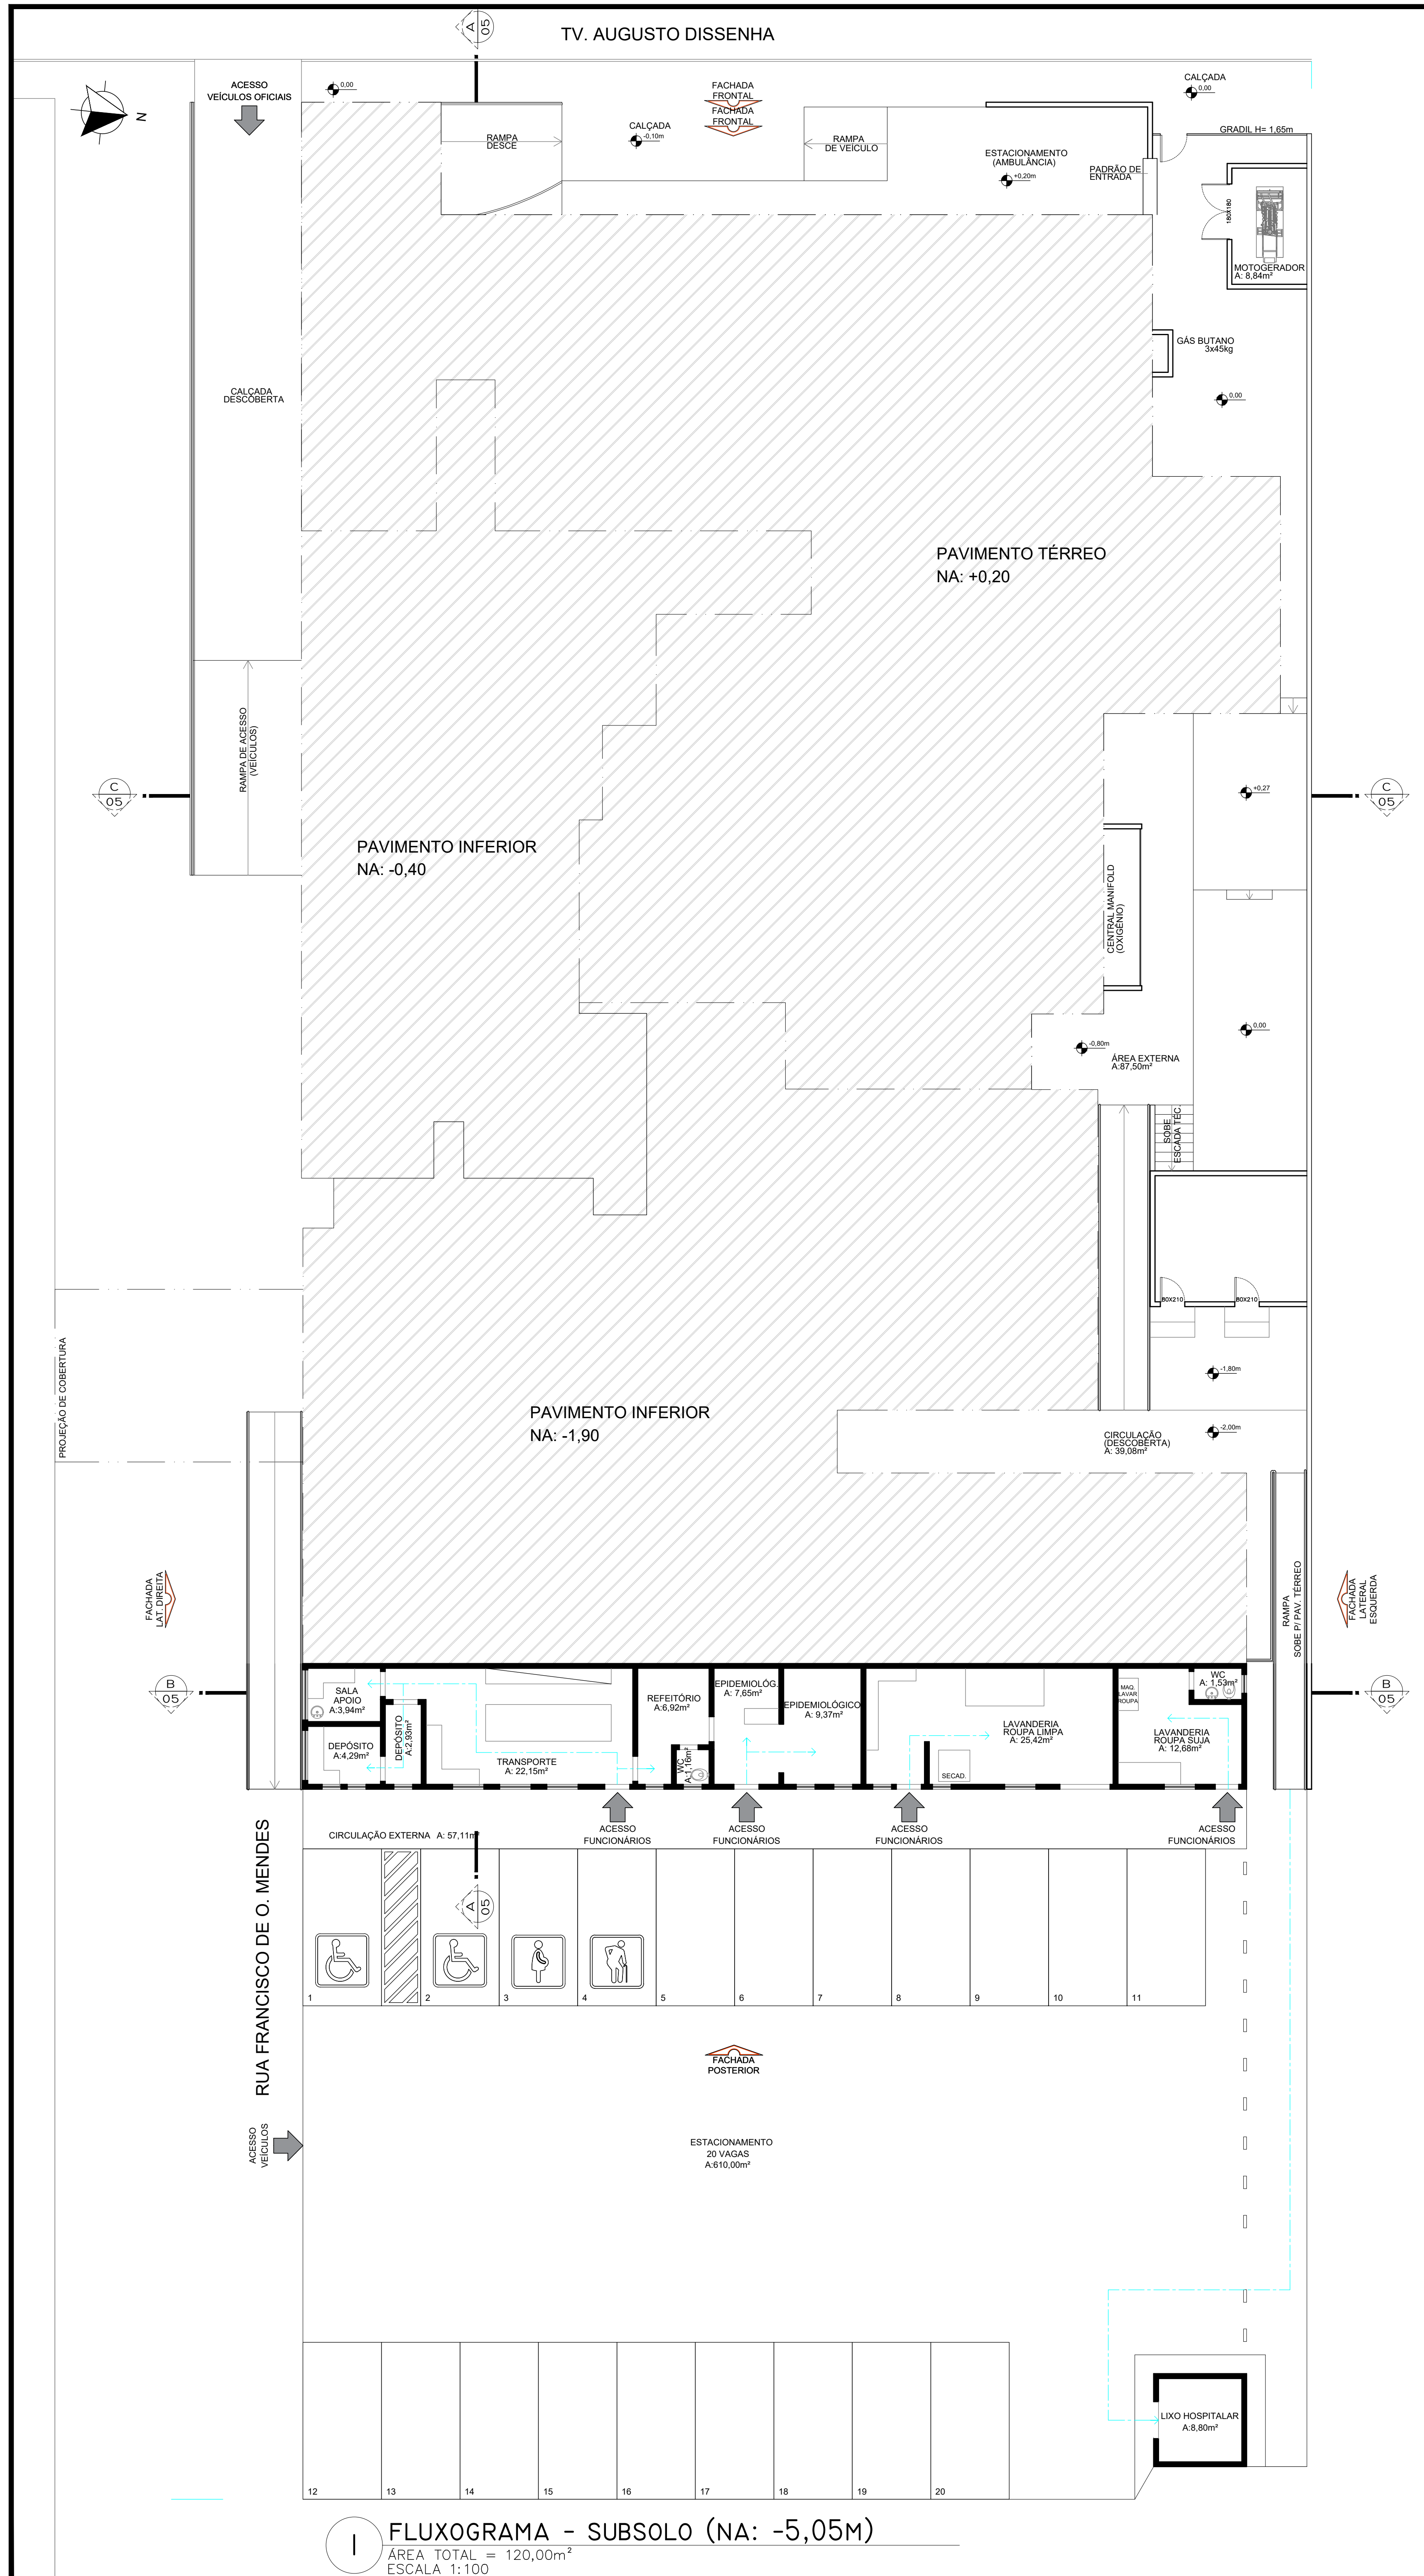 TV. AUGUSTO DISSENHA
A
05
ACESSO
VEÍCULOS OFICIAIS
N
0,00
FACHADA
FRONTAL
FACHADA
FRONTAL
CALÇADA
0,00
RAMPA
DESCE
CALÇADA
-0,10m
RAMPA
DE VEÍCULO
ESTACIONAMENTO
(AMBULÂNCIA)
+0,20m
PADRÃO DE
ENTRADA
GRADIL H= 1,65m
180X180
MOTOGERADOR
A: 8,84m²
GÁS BUTANO
3x45kg
0,00
CALÇADA
DESCOBERTA
PAVIMENTO TÉRREO
NA: +0,20
RAMPA DE ACESSO
(VEÍCULOS)
C
05
C
05
+0,27
PAVIMENTO INFERIOR
NA: -0,40
CENTRAL MANIFOLD
(OXIGÊNIO)
0,00
-0,80m
ÁREA EXTERNA
A:87,50m²
SOBE
ESCADA TÉC.
80X210
80X210
PROJEÇÃO DE COBERTURA
-1,80m
PAVIMENTO INFERIOR
NA: -1,90
CIRCULAÇÃO
(DESCOBERTA)
A: 39,08m²
-2,00m
FACHADA
LAT. DIREITA
RAMPA
SOBE P/ PAV. TÉRREO
FACHADA
LATERAL
ESQUERDA
B
05
B
05
SALA
APOIO
A:3,94m²
DEPÓSITO
A:4,29m²
DEPÓSITO
A:2,93m²
TRANSPORTE
A: 22,15m²
REFEITÓRIO
A:6,92m²
WC
A:1,16m²
EPIDEMIOLÓG.
A: 7,65m²
EPIDEMIOLÓGICO
A: 9,37m²
LAVANDERIA
ROUPA LIMPA
A: 25,42m²
SECAD.
MAQ.
LAVAR
ROUPA
WC
A: 1,53m²
LAVANDERIA
ROUPA SUJA
A: 12,68m²
ACESSO
FUNCIONÁRIOS
ACESSO
FUNCIONÁRIOS
ACESSO
FUNCIONÁRIOS
ACESSO
FUNCIONÁRIOS
CIRCULAÇÃO EXTERNA A: 57,11m²
A
05
RUA FRANCISCO DE O. MENDES
1
2
3
4
5
6
7
8
9
10
11
FACHADA
POSTERIOR
ACESSO
VEÍCULOS
ESTACIONAMENTO
20 VAGAS
A:610,00m²
LIXO HOSPITALAR
A:8,80m²
12
13
14
15
16
17
18
19
20
1
FLUXOGRAMA - SUBSOLO (NA: -5,05M)
ÁREA TOTAL = 120,00m²
ESCALA 1:100